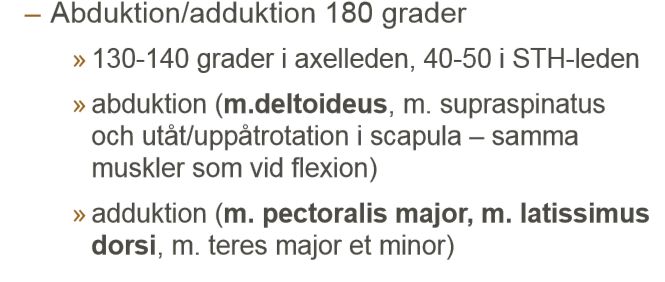 – Abduktion/adduktion 180 grader
» 130-140 grader i axelleden, 40-50 i STH-leden
» abduktion (m.deltoideus, m. supraspinatus
och utåt/uppåtrotation i scapula – samma
muskler som vid flexion)
» adduktion (m. pectoralis major, m. latissimus
dorsi, m. teres major et minor)